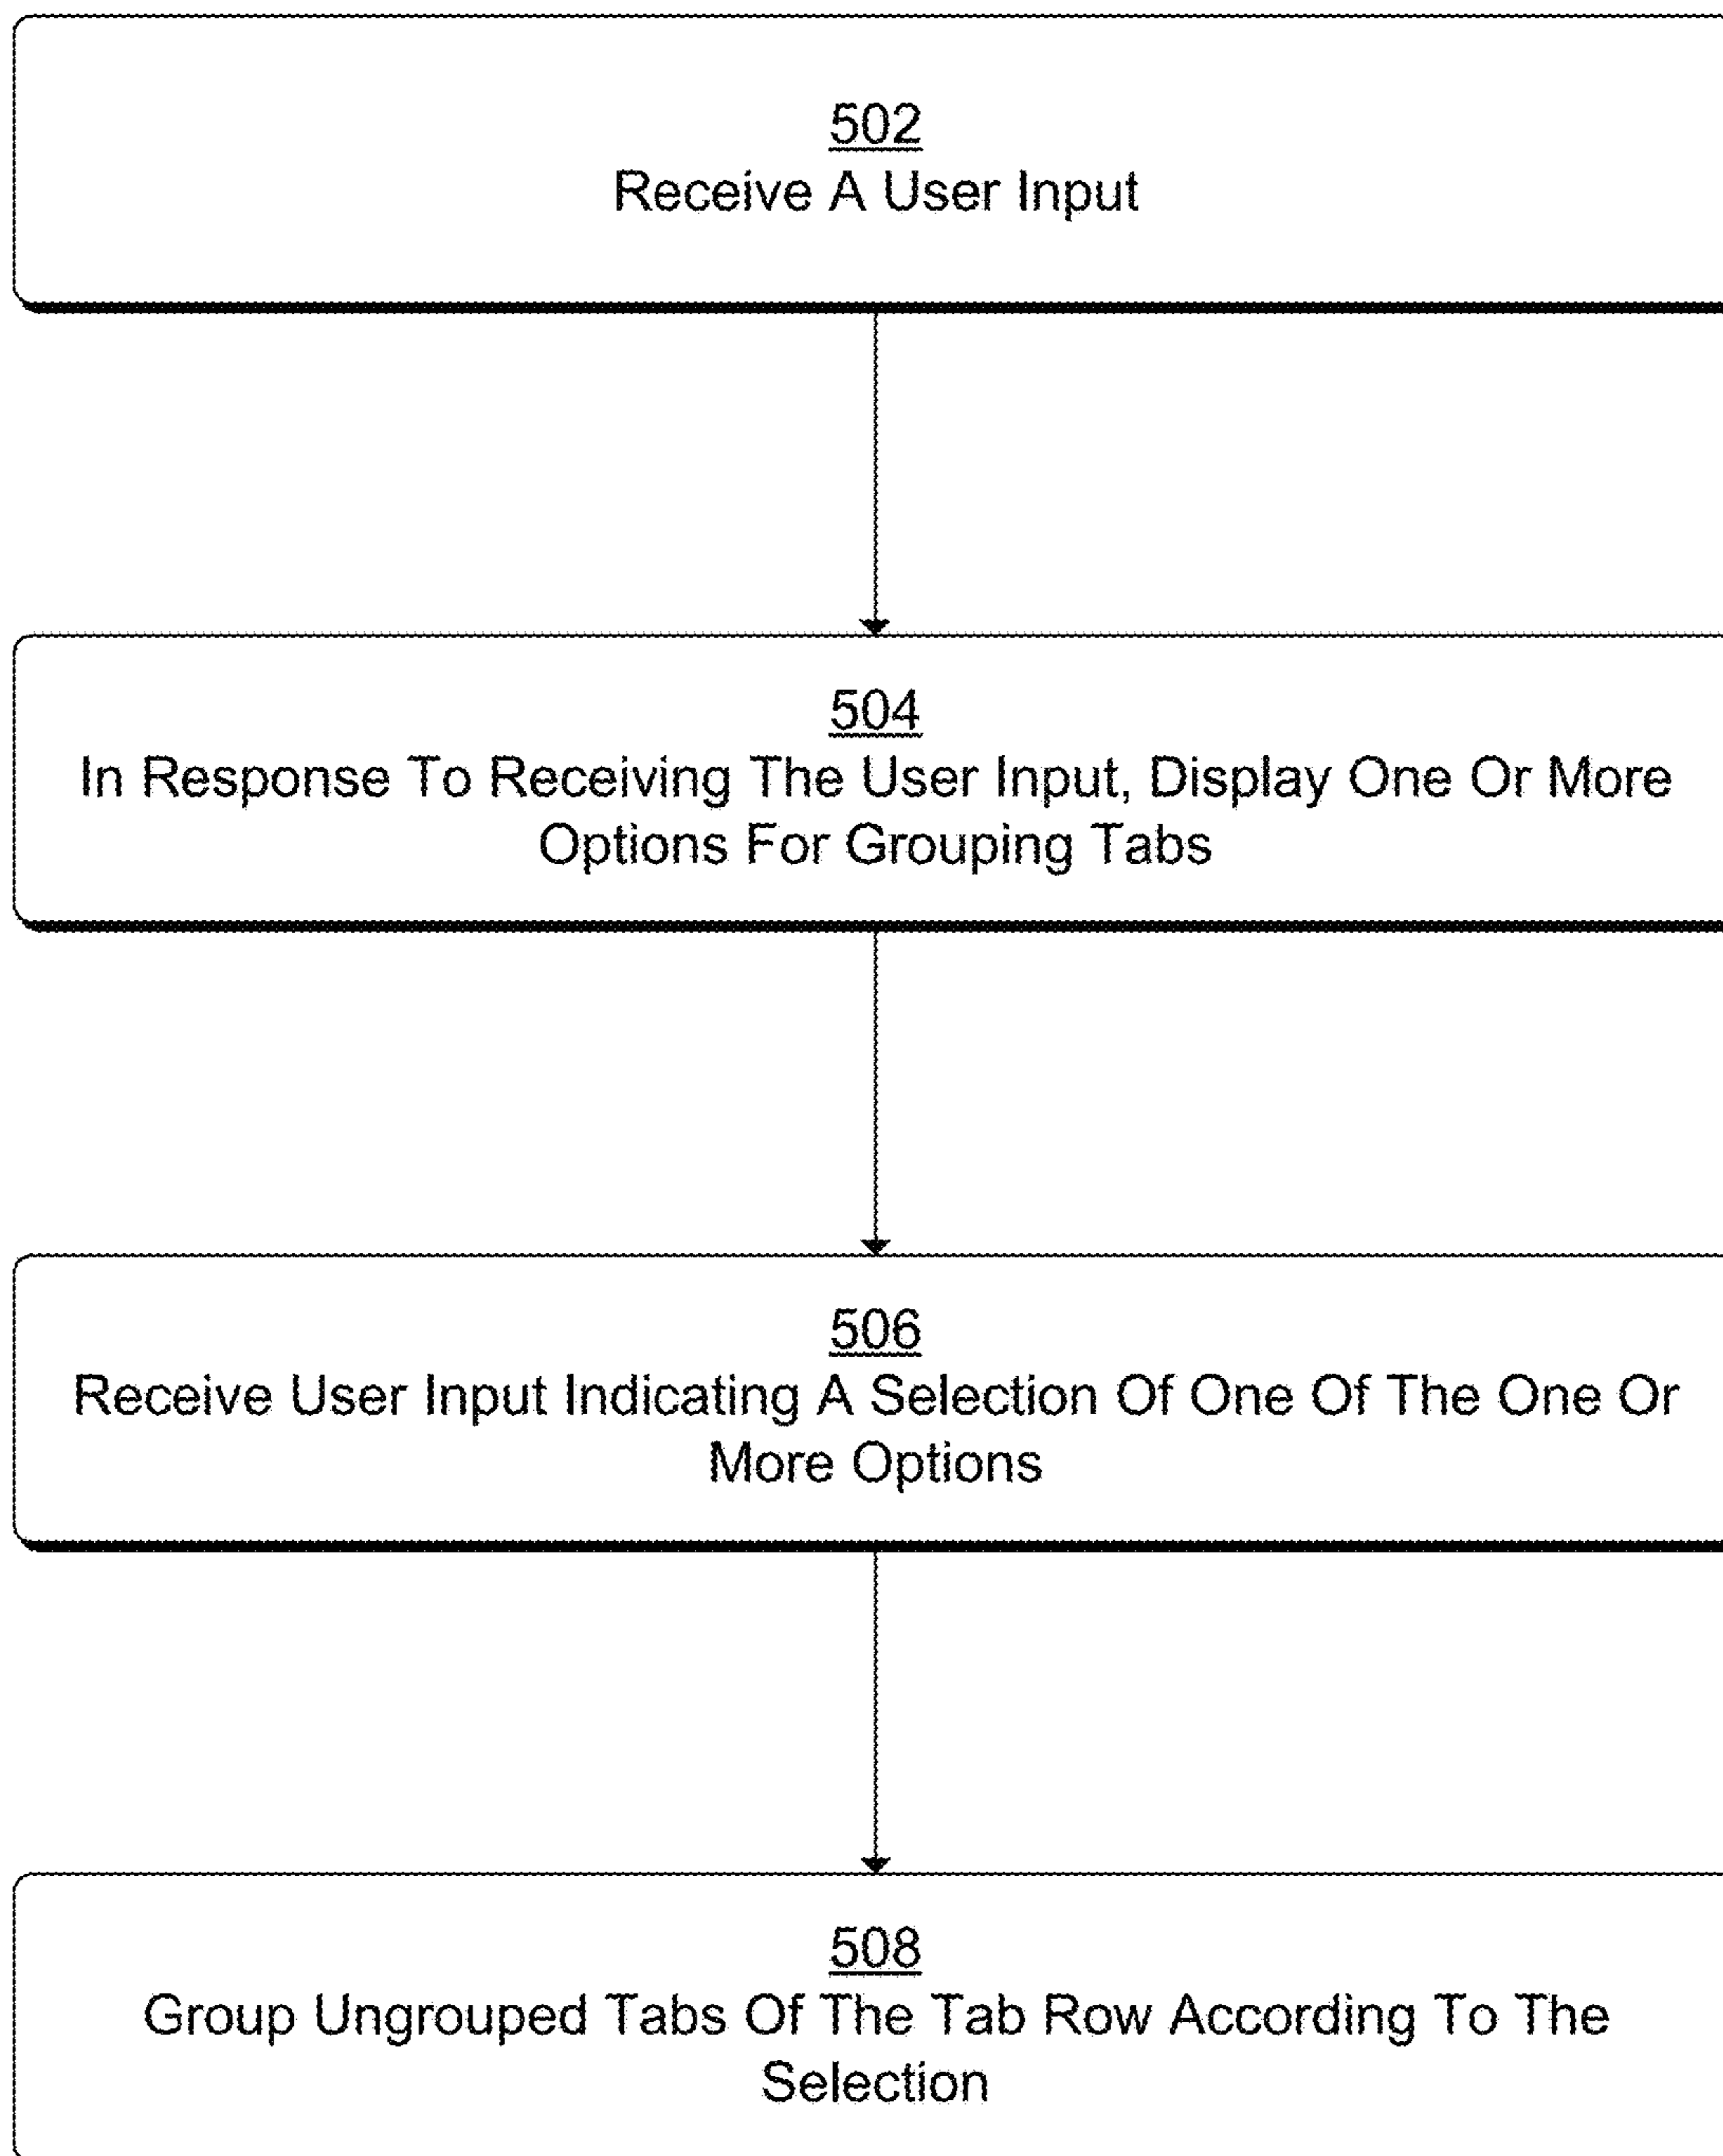 502
Receive A User Input
504
In Response To Receiving The User Input, Display One Or More
Options For Grouping Tabs
506
Receive User Input Indicating A Selection Of One Of The One Or
More Options
508
Group Ungrouped Tabs Of The Tab Row According To The
Selection